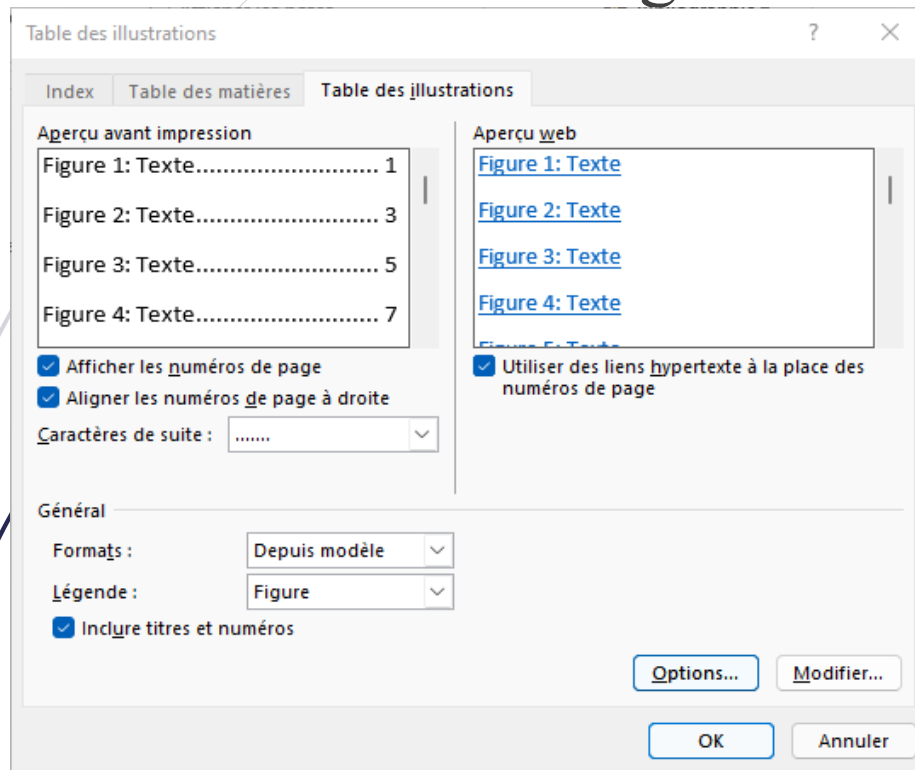 Table des illustrations ?
Index Table des matières Table des illustrations
Aperçu avant impression
Figure 1: Texte............................ 1
Figure 2: Texte............................ 3
Figure 3: Texte............................ 5
Figure 4: Texte............................ 7
Afficher les numéros de page
Aligner les numéros de page à droite
Caractères de suite : .......
Aperçu web
Figure 1: Texte
Figure 2: Texte
Figure 3: Texte
Figure 4: Texte
Utiliser des liens hypertexte à la place des
numéros de page
Général
Formats : Depuis modèle
Légende : Figure
Inclure titres et numéros
Options... Modifier...
OK Annuler